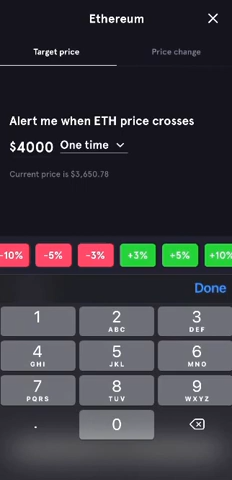 Ethereum
Target price Price change
Alert me when ETH price crosses
$4000 One time
Current price is $3,650.78
-10% -5% -3% +3% +5% +10%
Done
1 2 3
ABC DEF
4 5 6
GHI JKL MNO
7 8 9
PQRS TUV WXYZ
. 0